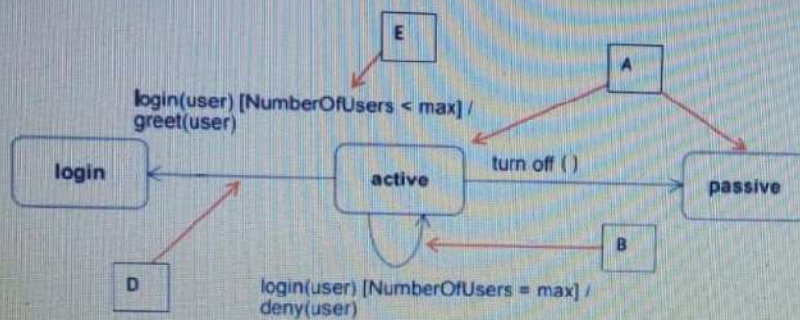 E
A
login(user) [NumberOfUsers < max] /
greet(user)
login
active
turn off ( )
passive
B
D
login(user) [NumberOfUsers = max] /
deny(user)